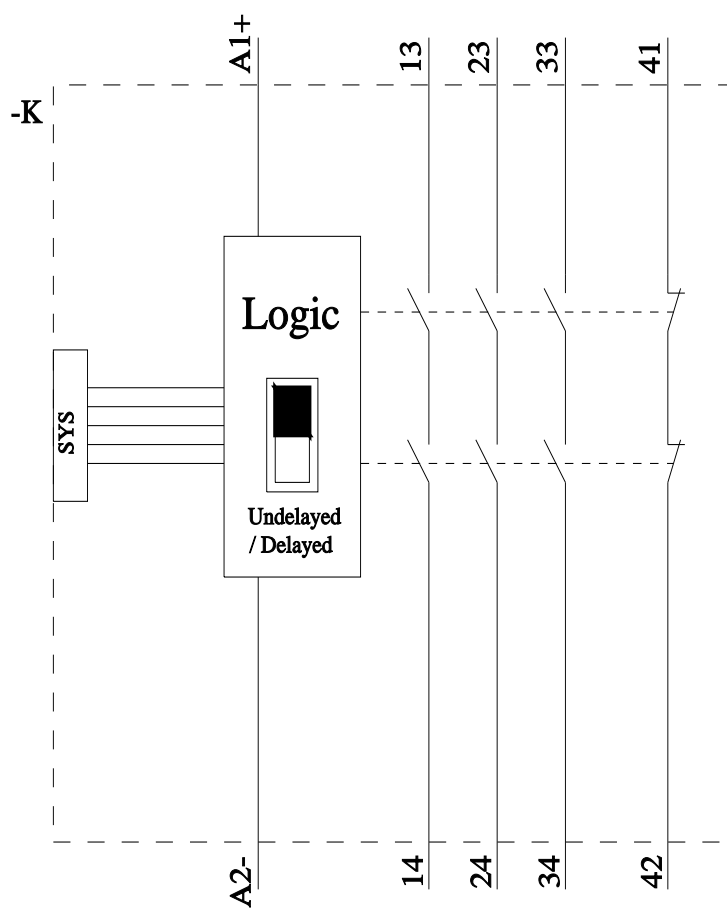 A1+
13
23
33
41
-K
Logic
SYS
Undelayed
/ Delayed
A2-
14
24
34
42